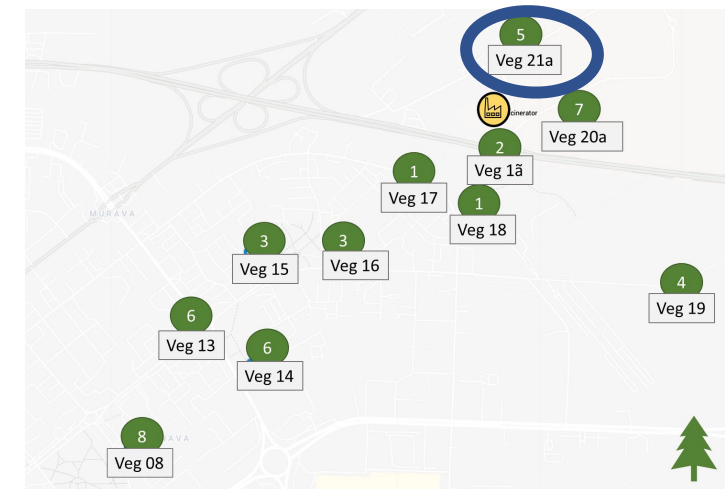 5
Veg 21a
cinerator
7
Veg 20a
2
Veg 1ã
1
Veg 17
1
Veg 18
MURAVA
3
Veg 15
3
Veg 16
4
Veg 19
6
Veg 13
6
Veg 14
8
AVA
Veg 08